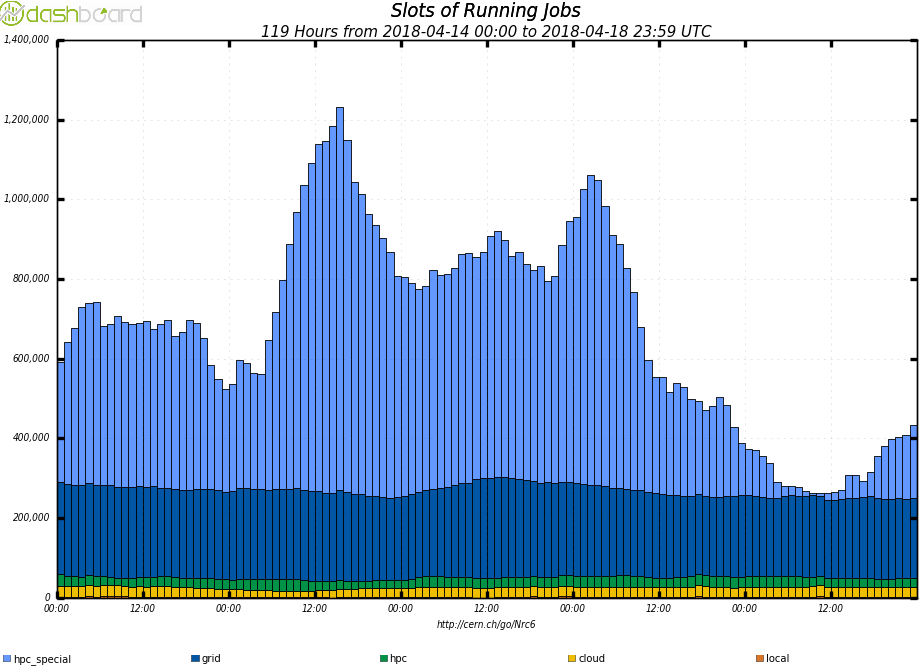 dashboard
Slots of Running Jobs
119 Hours from 2018-04-14 00:00 to 2018-04-18 23:59 UTC
1,400,000
1,200,000
1,000,000
800,000
600,000
400,000
200,000
0
00:00 12:00 00:00 12:00 00:00 12:00 00:00 12:00 00:00 12:00
http://cern.ch/go/Nrc6
hpc_special grid hpc cloud local